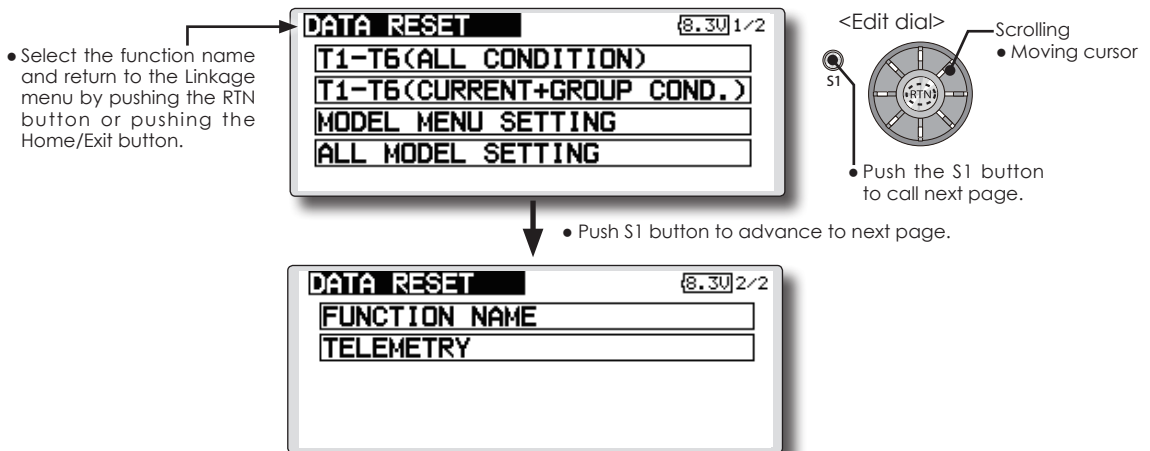 DATA RESET 8.3V 1/2
● Select the function name
and return to the Linkage
menu by pushing the RTN
button or pushing the
Home/Exit button.
T1-T6(ALL CONDITION)
T1-T6(CURRENT+GROUP COND.)
MODEL MENU SETTING
ALL MODEL SETTING
<Edit dial>
Scrolling
● Moving cursor
S1
RTN
● Push the S1 button
to call next page.
● Push S1 button to advance to next page.
DATA RESET 8.3V 2/2
FUNCTION NAME
TELEMETRY